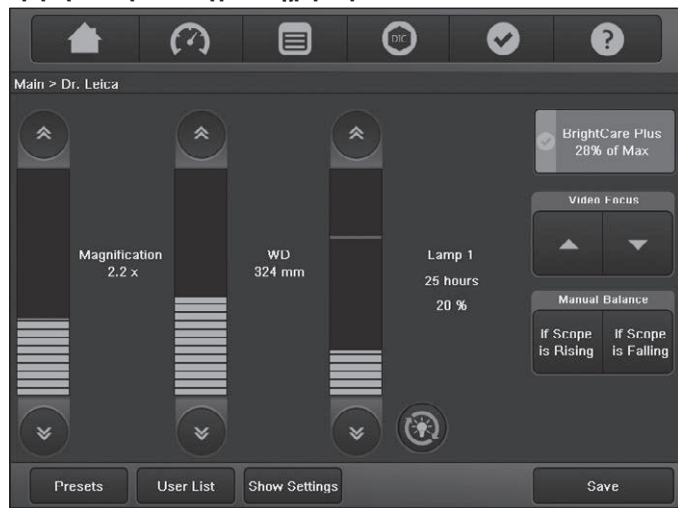 DIC
?
Main > Dr. Leica
BrightCare Plus
28% of Max
Video Focus
Magnification
2.2 x
WD
324 mm
Lamp 1
25 hours
20 %
Manual Balance
If Scope
is Rising
If Scope
is Falling
Presets
User List
Show Settings
Save